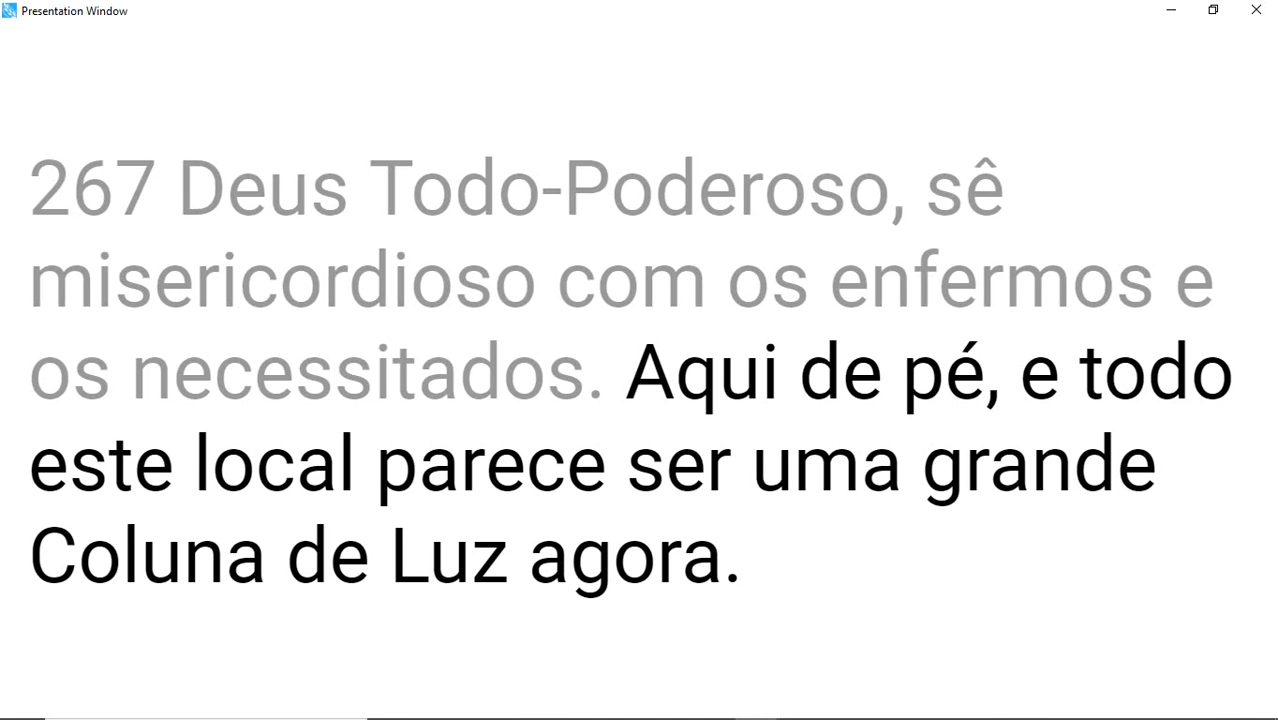 Presentation Window
267 Deus Todo-Poderoso, sê
misericordioso com os enfermos e
os necessitados. Aqui de pé, e todo
este local parece ser uma grande
Coluna de Luz agora.